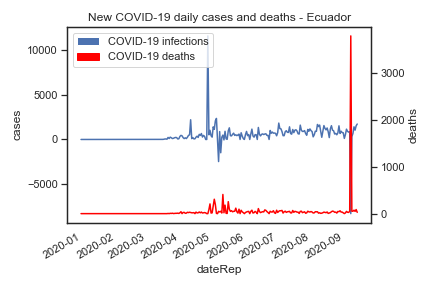 New COVID-19 daily cases and deaths - Ecuador
COVID-19 infections
COVID-19 deaths
10000
5000
0
−5000
cases
3000
2000
1000
0
deaths
2020-01
2020-02
2020-03
2020-04
2020-05
2020-06
2020-07
2020-08
2020-09
dateRep